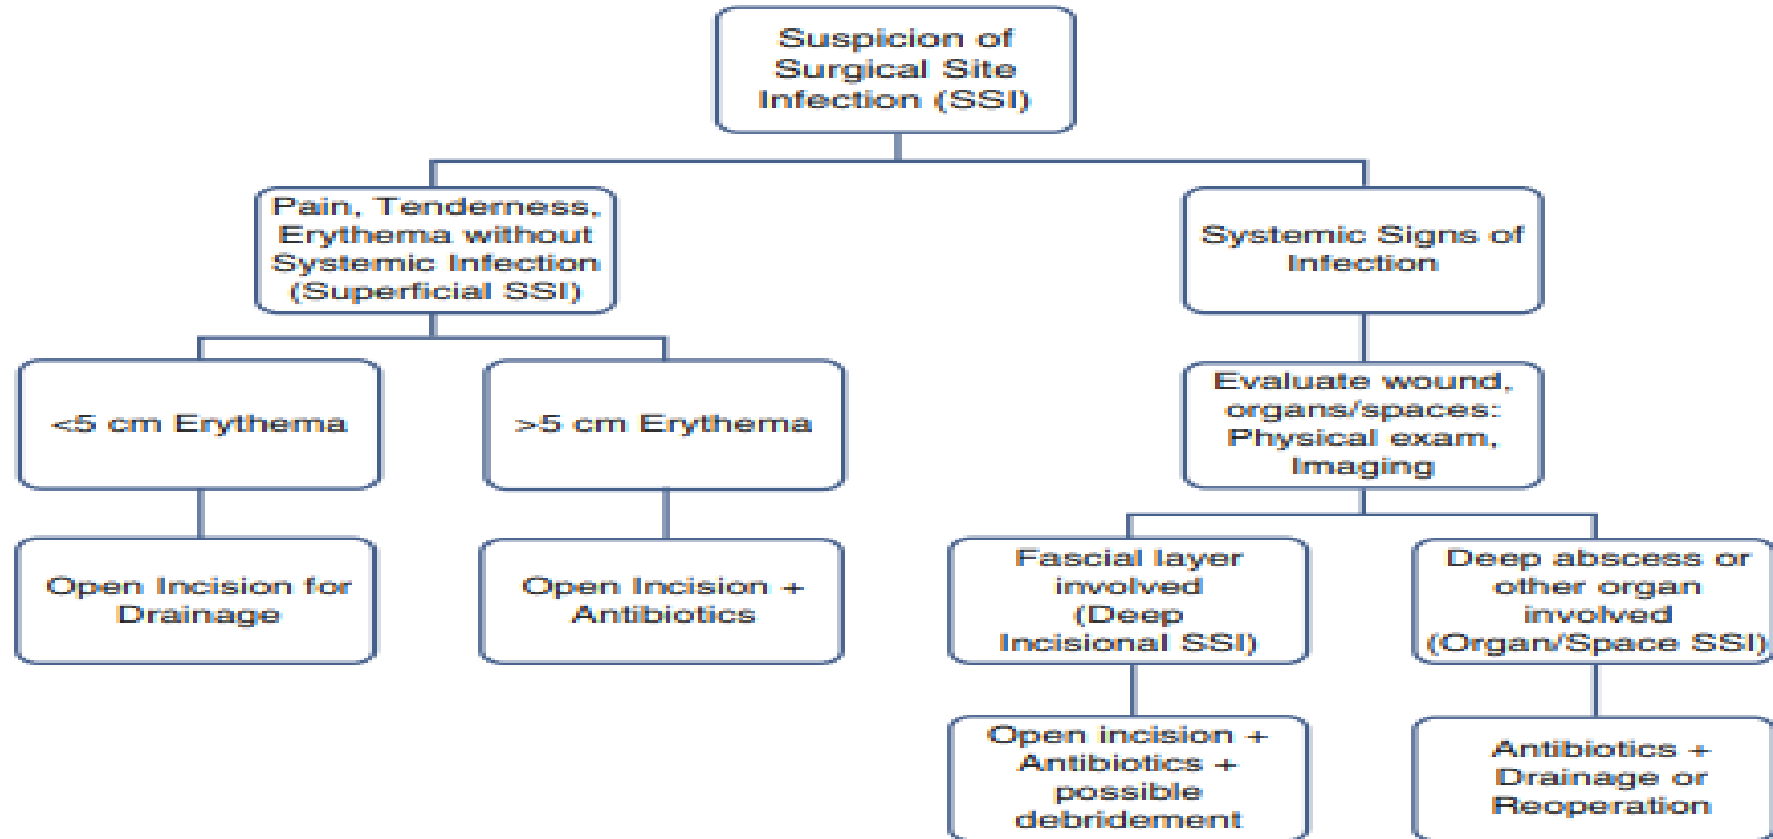 Suspicion of
Surgical Site
Infection (SSI)
Pain, Tenderness,
Erythema without
Systemic Infection
(Superficial SSI)
Systemic Signs of
Infection
<5 cm Erythema
>5 cm Erythema
Evaluate wound,
organs/spaces:
Physical exam,
Imaging
Open Incision for
Drainage
Open Incision +
Antibiotics
Fascial layer
involved
(Deep
Incisional SSI)
Deep abscess or
other organ
involved
(Organ/Space SSI)
Open incision +
Antibiotics +
possible
debridement
Antibiotics +
Drainage or
Reoperation